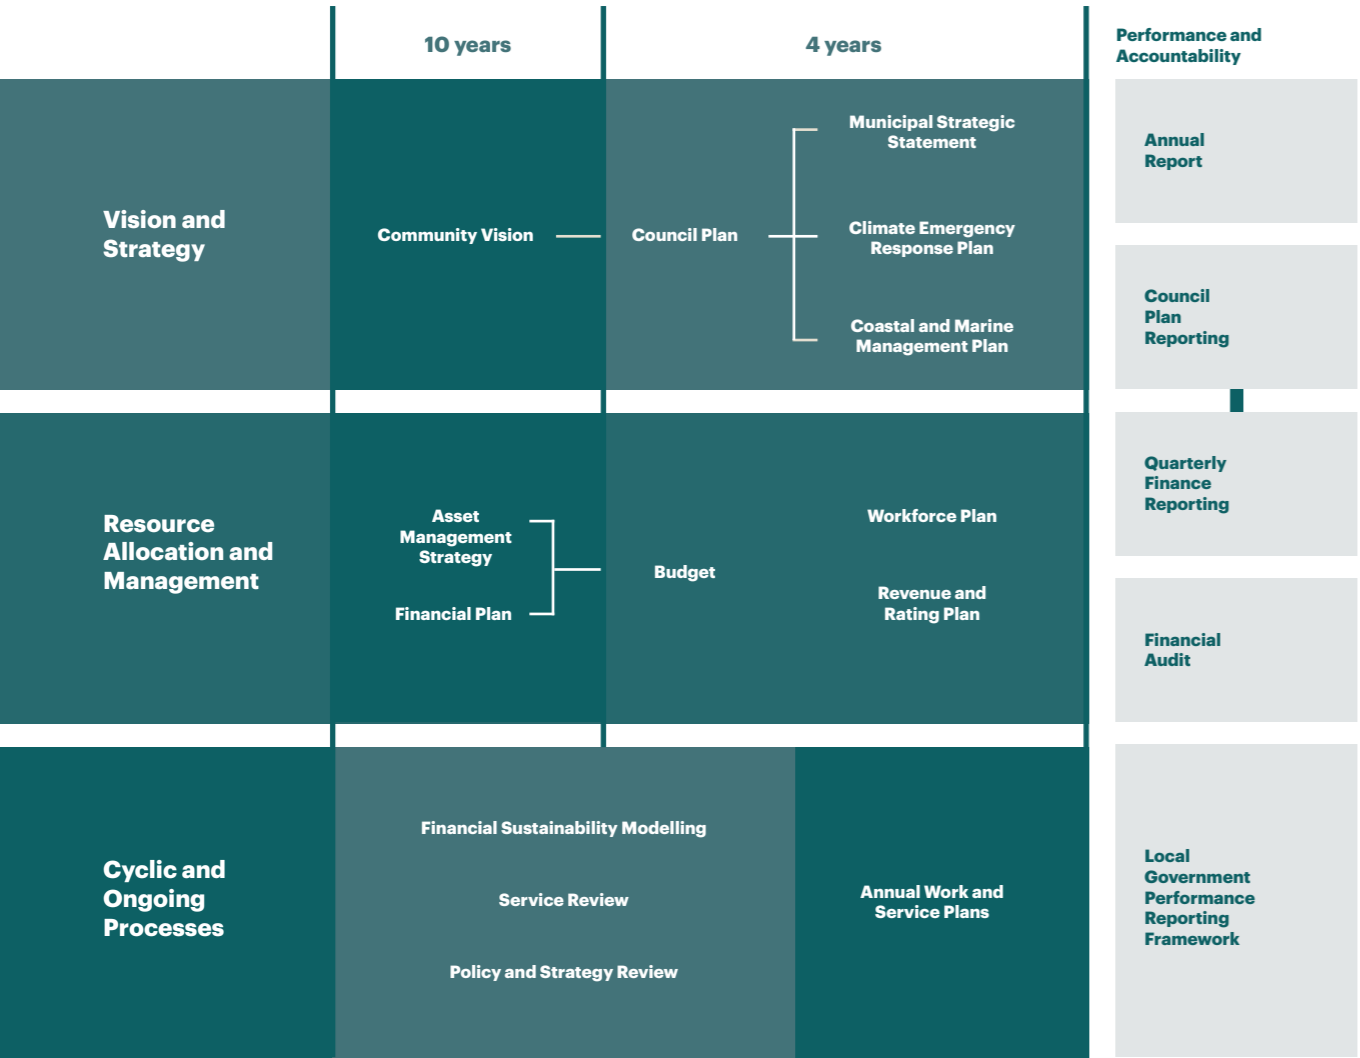 10 years
4 years
Performance and
Accountability
Vision and
Strategy
Community Vision
Council Plan
Municipal Strategic
Statement
Climate Emergency
Response Plan
Coastal and Marine
Management Plan
Annual
Report
Council
Plan
Reporting
Resource
Allocation and
Management
Asset
Management
Strategy
Financial Plan
Budget
Workforce Plan
Revenue and
Rating Plan
Quarterly
Finance
Reporting
Financial
Audit
Cyclic and
Ongoing
Processes
Financial Sustainability Modelling
Service Review
Policy and Strategy Review
Annual Work and
Service Plans
Local
Government
Performance
Reporting
Framework